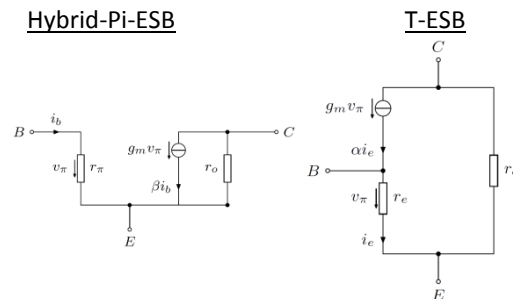 Hybrid-Pi-ESB
T-ESB
i_b
B
v_π
r_π
g_m v_π
βi_b
r_o
C
E
C
g_m v_π
αi_e
B
v_π
r_e
i_e
E